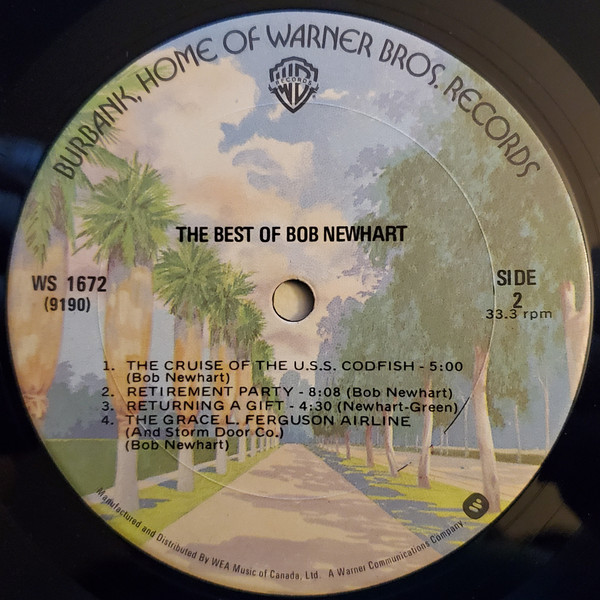 BURBANK, HOME OF WARNER BROS. RECORDS
RECORDS
THE BEST OF BOB NEWHART
WS 1672
(9190)
SIDE
2
33.3 rpm
1. THE CRUISE OF THE U.S.S. CODFISH - 5:00
(Bob Newhart)
2. RETIREMENT PARTY - 8:08 (Bob Newhart)
3. RETURNING A GIFT - 4:30 (Newhart-Green)
4. THE GRACE L. FERGUSON AIRLINE
(And Storm Door Co.)
(Bob Newhart)
Manufactured and Distributed By WEA Music of Canada, Ltd. A Warner Communications Company